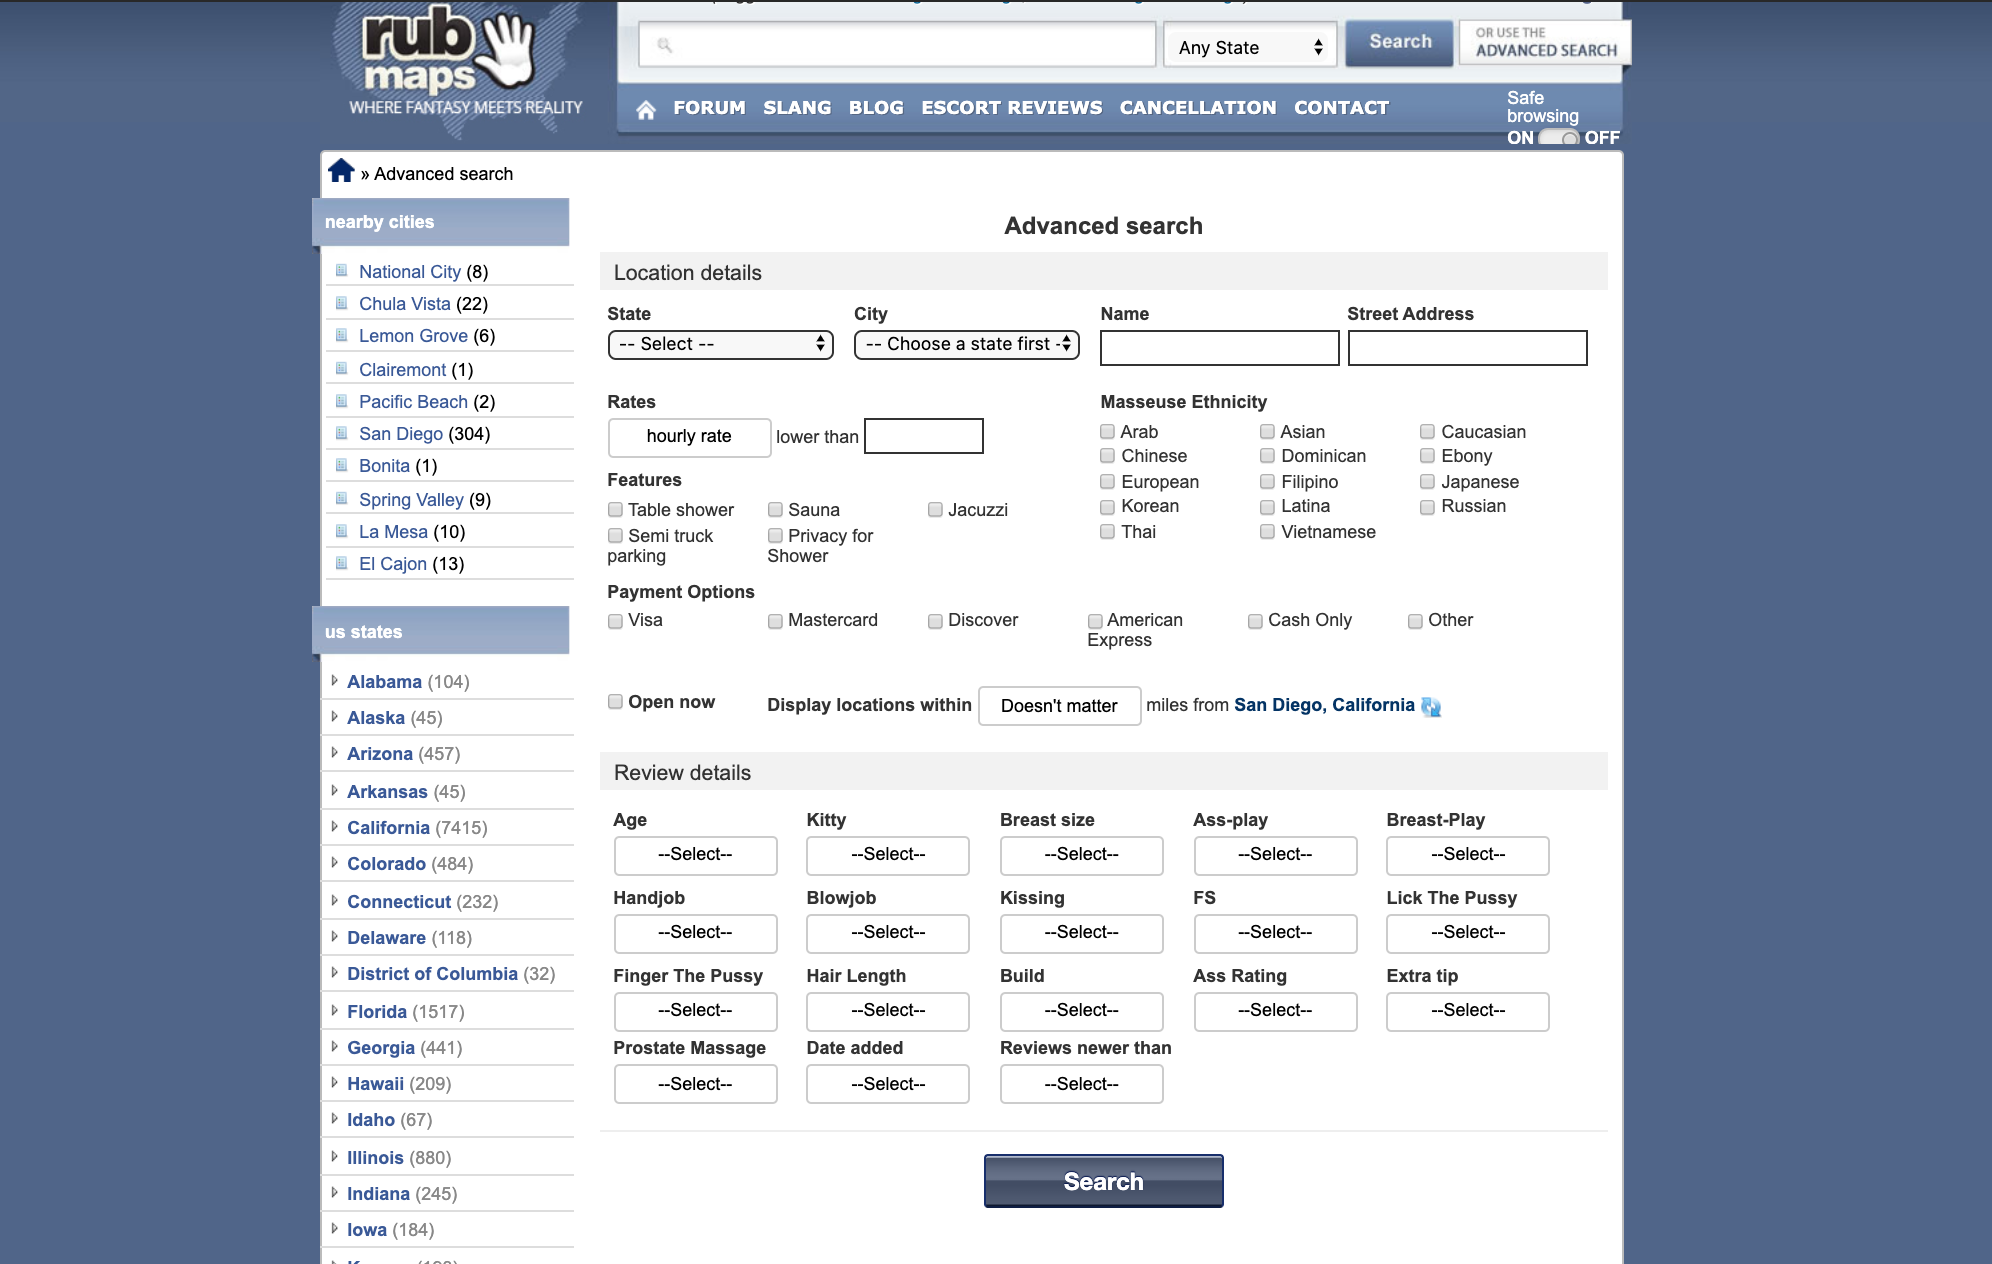 rub
maps
WHERE FANTASY MEETS REALITY
Any State
Search
OR USE THE
ADVANCED SEARCH
FORUM SLANG BLOG ESCORT REVIEWS CANCELLATION CONTACT
Safe
browsing
ON OFF
» Advanced search
nearby cities
National City (8)
Chula Vista (22)
Lemon Grove (6)
Clairemont (1)
Pacific Beach (2)
San Diego (304)
Bonita (1)
Spring Valley (9)
La Mesa (10)
El Cajon (13)
us states
Alabama (104)
Alaska (45)
Arizona (457)
Arkansas (45)
California (7415)
Colorado (484)
Connecticut (232)
Delaware (118)
District of Columbia (32)
Florida (1517)
Georgia (441)
Hawaii (209)
Idaho (67)
Illinois (880)
Indiana (245)
Iowa (184)
Advanced search
Location details
State City Name Street Address
-- Select -- -- Choose a state first -
Rates
hourly rate lower than
Features
Table shower Sauna Jacuzzi
Semi truck parking Privacy for Shower
Masseuse Ethnicity
Arab Asian Caucasian
Chinese Dominican Ebony
European Filipino Japanese
Korean Latina Russian
Thai Vietnamese
Payment Options
Visa Mastercard Discover American Express Cash Only Other
Open now Display locations within Doesn't matter miles from San Diego, California
Review details
Age Kitty Breast size Ass-play Breast-Play
--Select-- --Select-- --Select-- --Select-- --Select--
Handjob Blowjob Kissing FS Lick The Pussy
--Select-- --Select-- --Select-- --Select-- --Select--
Finger The Pussy Hair Length Build Ass Rating Extra tip
--Select-- --Select-- --Select-- --Select-- --Select--
Prostate Massage Date added Reviews newer than
--Select-- --Select-- --Select--
Search